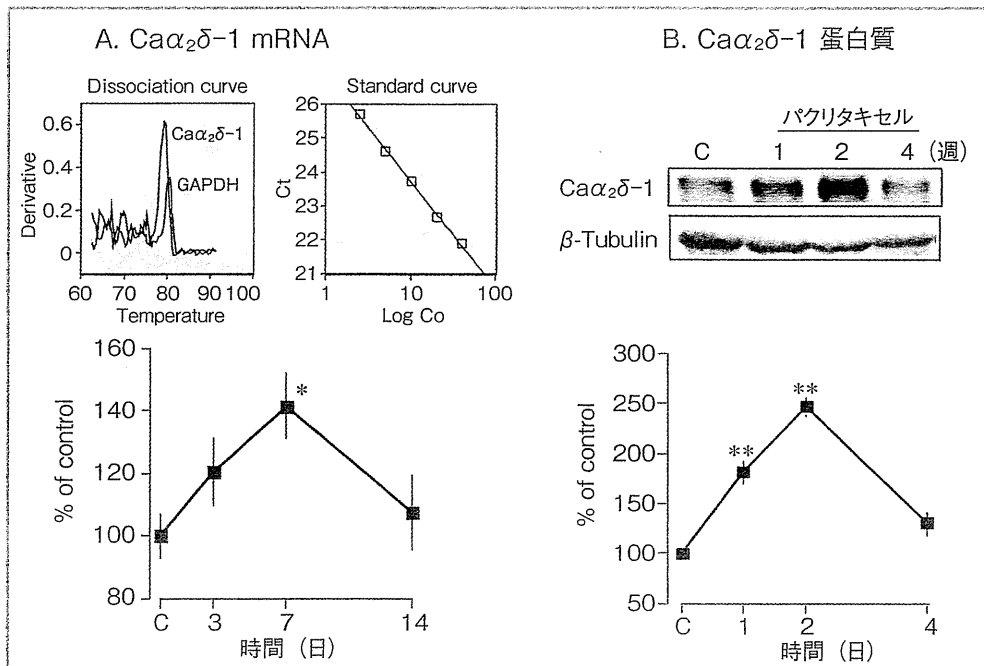 A. Caα₂δ-1 mRNA
Dissociation curve
Derivative
0.6
0.4
0.2
0
Caα₂δ-1
GAPDH
60 70 80 90 100
Temperature
Standard curve
Ct
26
25
24
23
22
21
1 10 100
Log Co
% of control
160
140
120
100
80
*
C 3 7 14
時間（日）
B. Caα₂δ-1 蛋白質
パクリタキセル
C 1 2 4 (週)
Caα₂δ-1
β-Tubulin
% of control
300
250
200
150
100
50
**
**
C 1 2 4
時間（日）